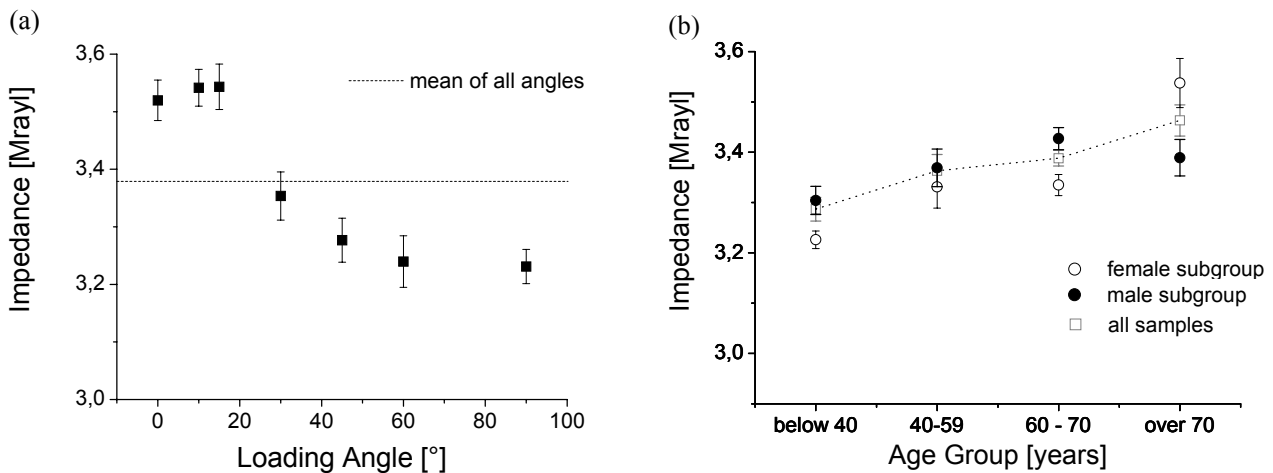 (a)
3,6
3,4
3,2
3,0
Impedance [Mrayl]
mean of all angles
0 20 40 60 80 100
Loading Angle [°]
(b)
3,6
3,4
3,2
3,0
Impedance [Mrayl]
female subgroup
male subgroup
all samples
below 40 40-59 60 - 70 over 70
Age Group [years]